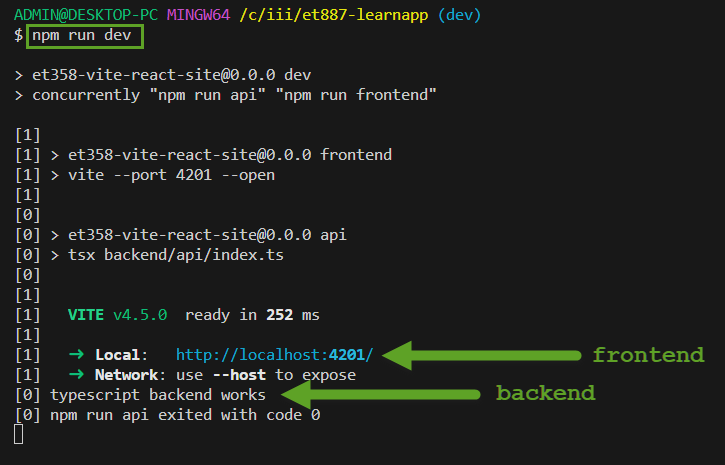 ADMIN@DESKTOP-PC MINGW64 /c/iii/et887-learnapp (dev)
$ npm run dev
> et358-vite-react-site@0.0.0 dev
> concurrently "npm run api" "npm run frontend"
[1]
[1] > et358-vite-react-site@0.0.0 frontend
[1] > vite --port 4201 --open
[1]
[0]
[0] > et358-vite-react-site@0.0.0 api
[0] > tsx backend/api/index.ts
[0]
[1]
[1] VITE v4.5.0 ready in 252 ms
[1]
[1] ➜ Local: http://localhost:4201/ frontend
[1] ➜ Network: use --host to expose
[0] typescript backend works backend
[0] npm run api exited with code 0